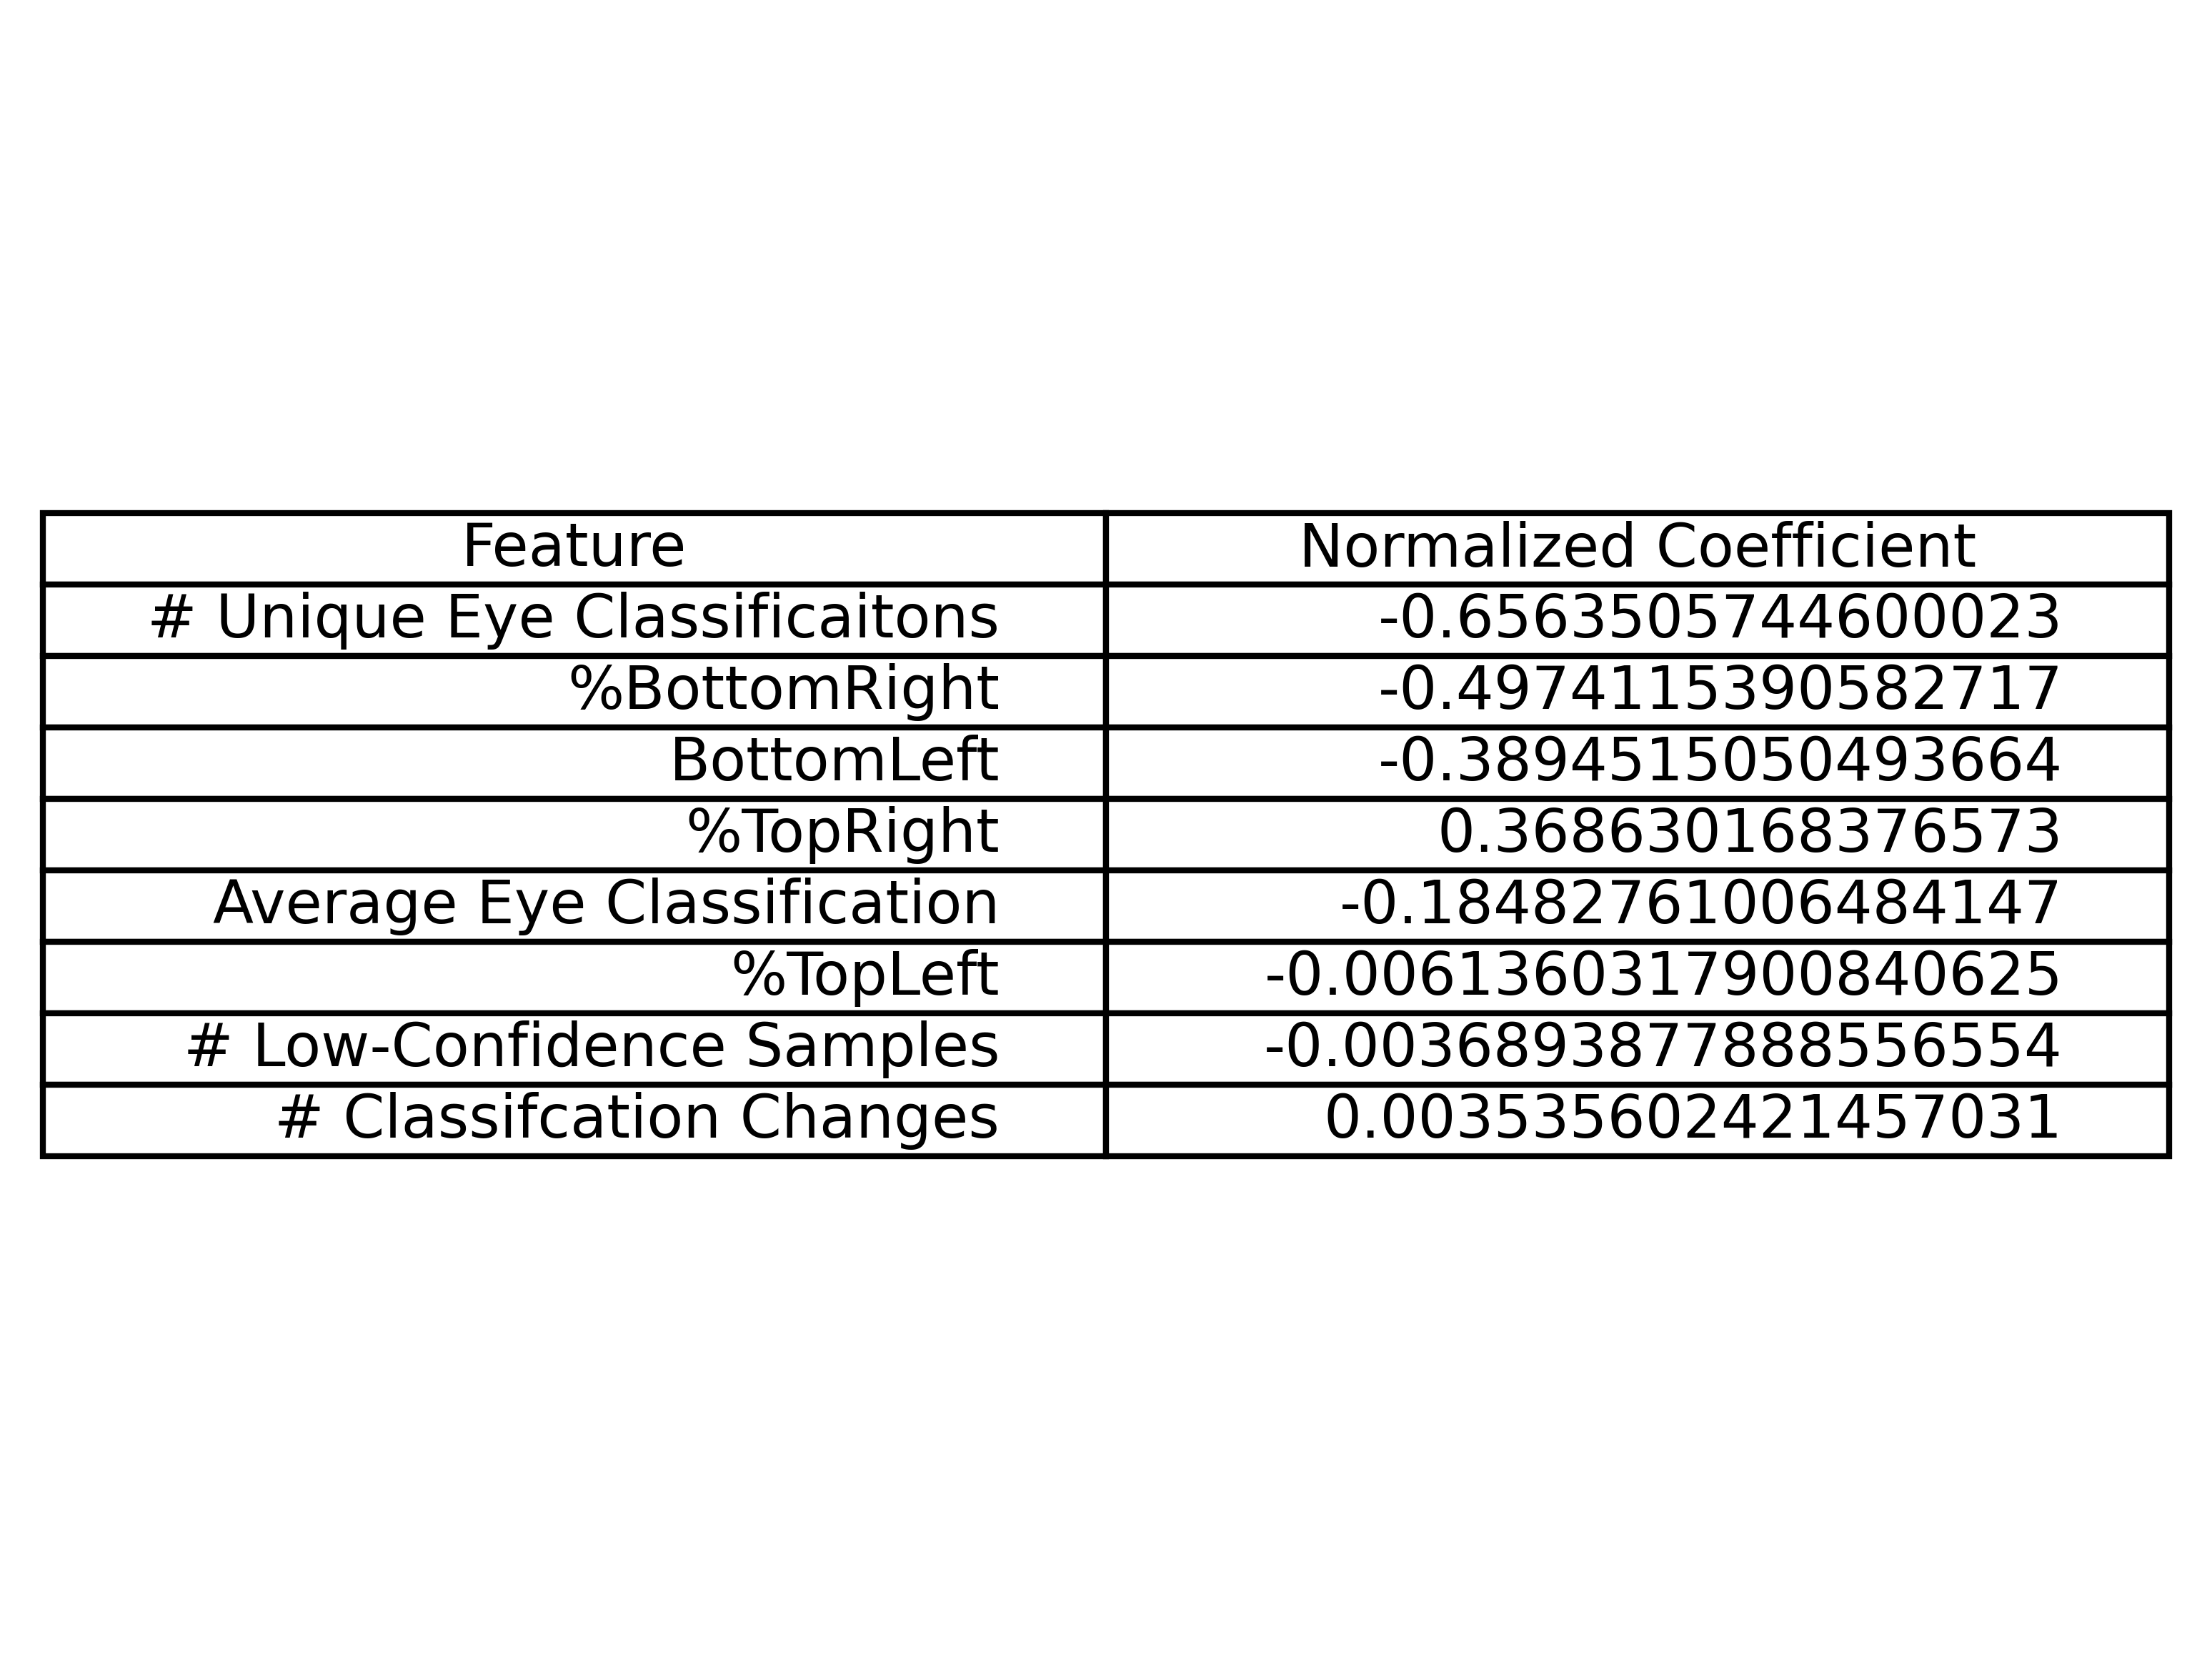 Feature Normalized Coefficient
# Unique Eye Classificaitons -0.6563505744600023
%BottomRight -0.4974115390582717
BottomLeft -0.3894515050493664
%TopRight 0.368630168376573
Average Eye Classification -0.18482761006484147
%TopLeft -0.0061360317900840625
# Low-Confidence Samples -0.0036893877888556554
# Classifcation Changes 0.003535602421457031